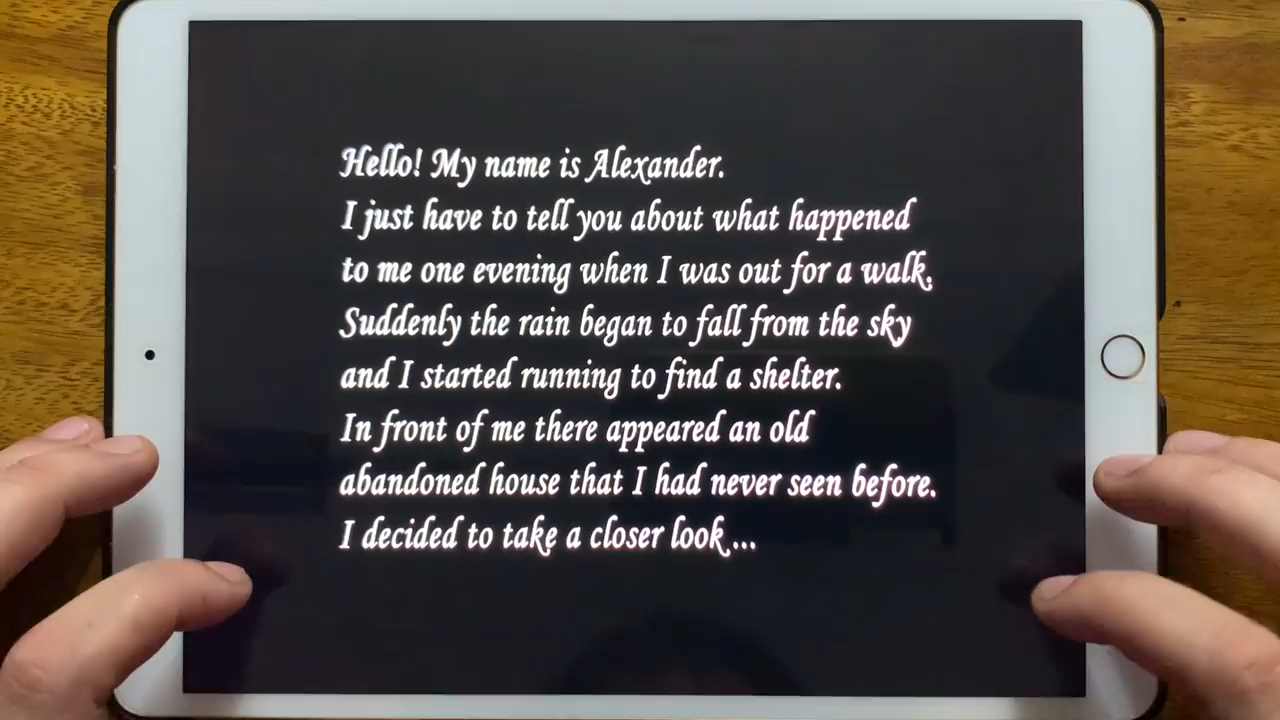 Hello! My name is Alexander.
I just have to tell you about what happened
to me one evening when I was out for a walk.
Suddenly the rain began to fall from the sky
and I started running to find a shelter.
In front of me there appeared an old
abandoned house that I had never seen before.
I decided to take a closer look...